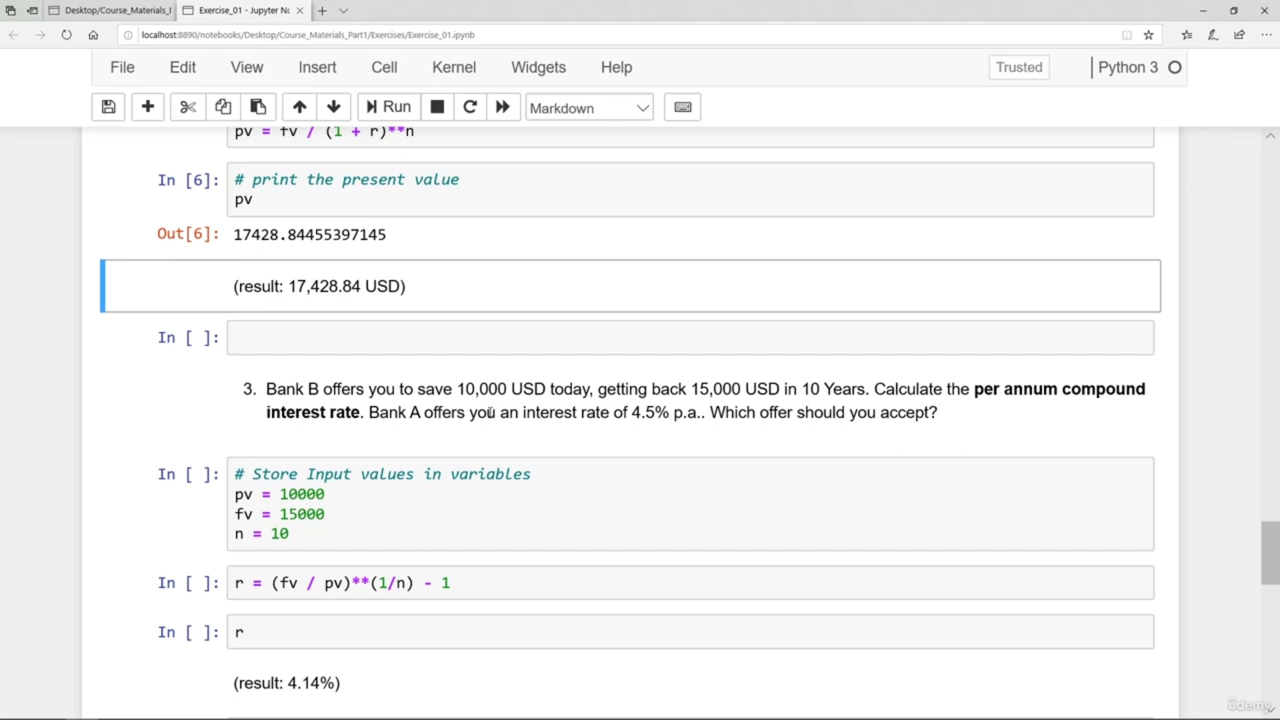 Desktop/Course_Materials_I
Exercise_01 - Jupyter No
localhost:8890/notebooks/Desktop/Course_Materials_Part1/Exercises/Exercise_01.ipynb
File Edit View Insert Cell Kernel Widgets Help Trusted Python 3
Run Markdown
pv = fv / (1 + r)**n
In [6]: # print the present value
pv
Out[6]: 17428.84455397145
(result: 17,428.84 USD)
In [ ]:
3. Bank B offers you to save 10,000 USD today, getting back 15,000 USD in 10 Years. Calculate the per annum compound
interest rate. Bank A offers you an interest rate of 4.5% p.a.. Which offer should you accept?
In [ ]: # Store Input values in variables
pv = 10000
fv = 15000
n = 10
In [ ]: r = (fv / pv)**(1/n) - 1
In [ ]: r
(result: 4.14%)
ûdemy